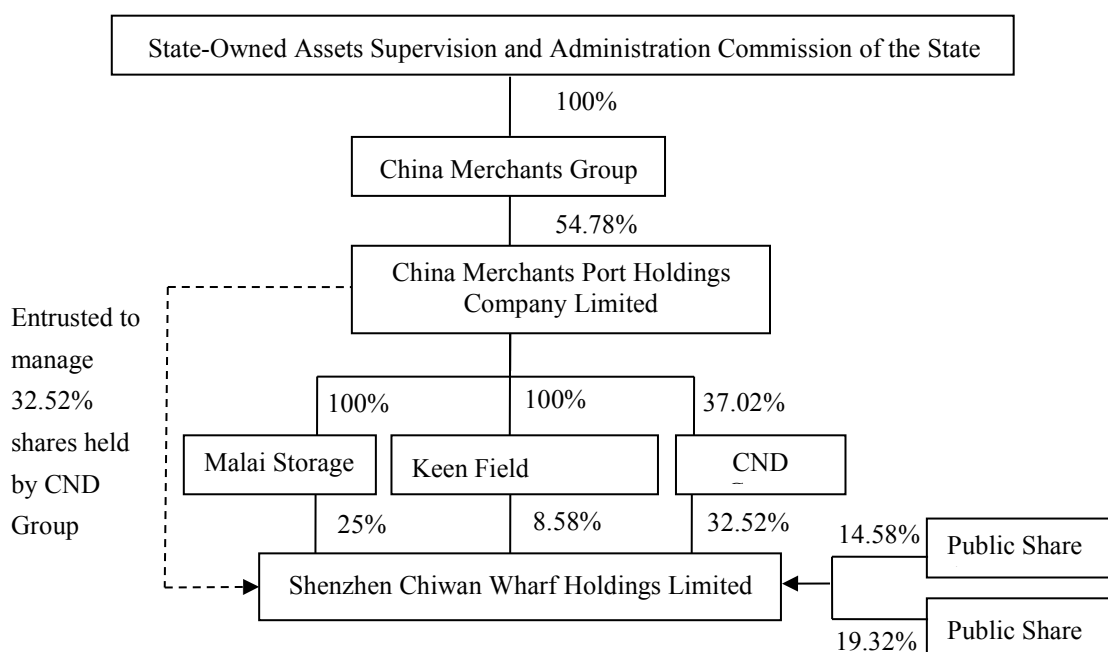 State-Owned Assets Supervision and Administration Commission of the State
100%
China Merchants Group
54.78%
China Merchants Port Holdings
Company Limited
Entrusted to
manage
32.52%
shares held
by CND
Group
100%
100%
37.02%
Malai Storage
Keen Field
CND
25%
8.58%
32.52%
Shenzhen Chiwan Wharf Holdings Limited
14.58%
Public Share
19.32%
Public Share